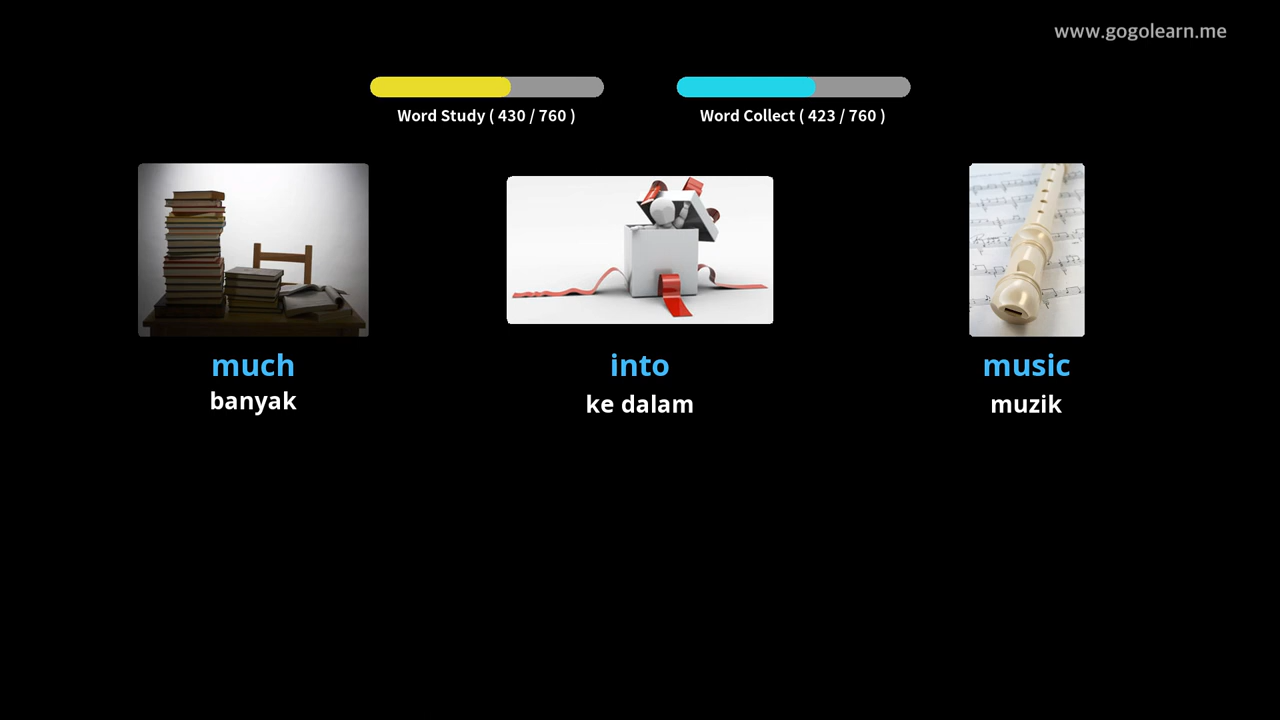 www.gogolearn.me
Word Study ( 430 / 760 )
Word Collect ( 423 / 760 )
much
banyak
into
ke dalam
music
muzik